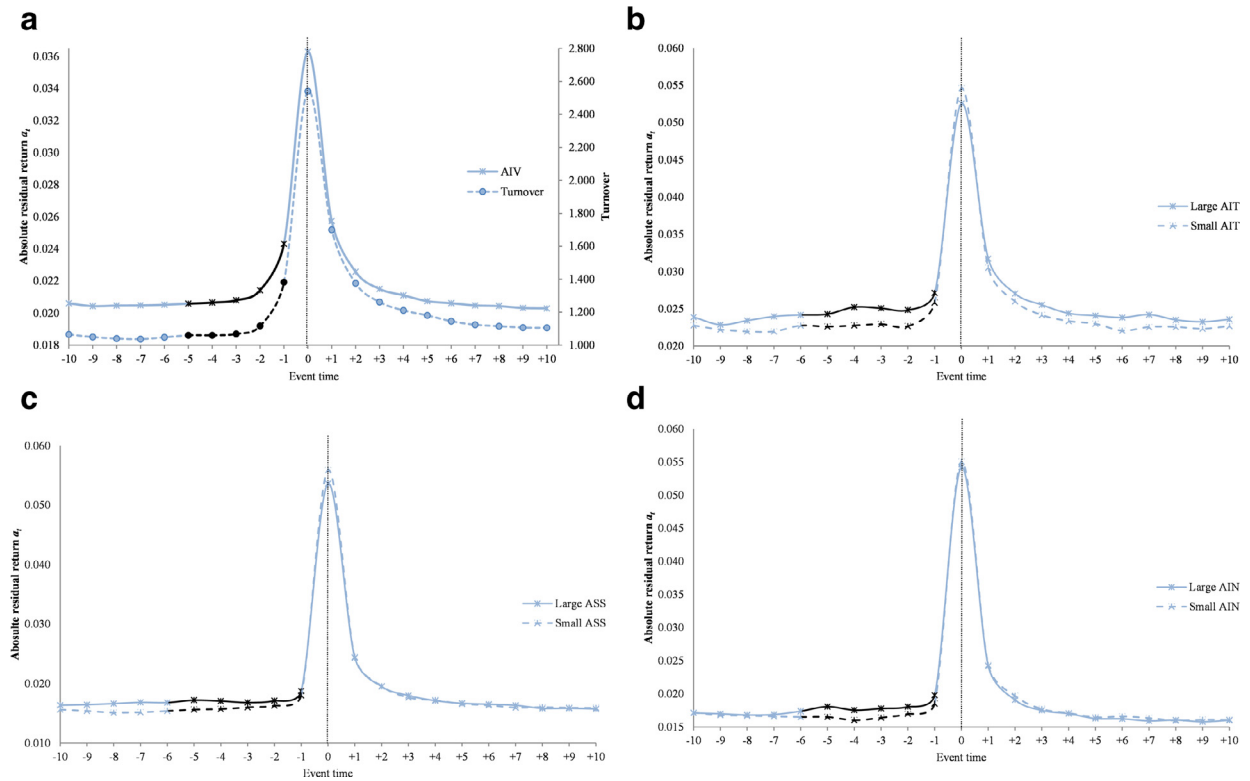 a
Absolute residual return at
0.036
0.034
0.032
0.030
0.028
0.026
0.024
0.022
0.020
0.018
2.800
2.600
2.400
2.200
2.000
1.800
1.600
1.400
1.200
1.000
Turnover
AIV
Turnover
-10 -9 -8 -7 -6 -5 -4 -3 -2 -1 0 +1 +2 +3 +4 +5 +6 +7 +8 +9 +10
Event time
b
Absolute residual return at
0.060
0.055
0.050
0.045
0.040
0.035
0.030
0.025
0.020
Large AIT
Small AIT
-10 -9 -8 -7 -6 -5 -4 -3 -2 -1 0 +1 +2 +3 +4 +5 +6 +7 +8 +9 +10
Event time
c
Abosulte residual return at
0.060
0.050
0.040
0.030
0.020
0.010
Large ASS
Small ASS
-10 -9 -8 -7 -6 -5 -4 -3 -2 -1 0 +1 +2 +3 +4 +5 +6 +7 +8 +9 +10
Event time
d
Absolute residual return at
0.060
0.055
0.050
0.045
0.040
0.035
0.030
0.025
0.020
0.015
Large AIN
Small AIN
-10 -9 -8 -7 -6 -5 -4 -3 -2 -1 0 +1 +2 +3 +4 +5 +6 +7 +8 +9 +10
Event time